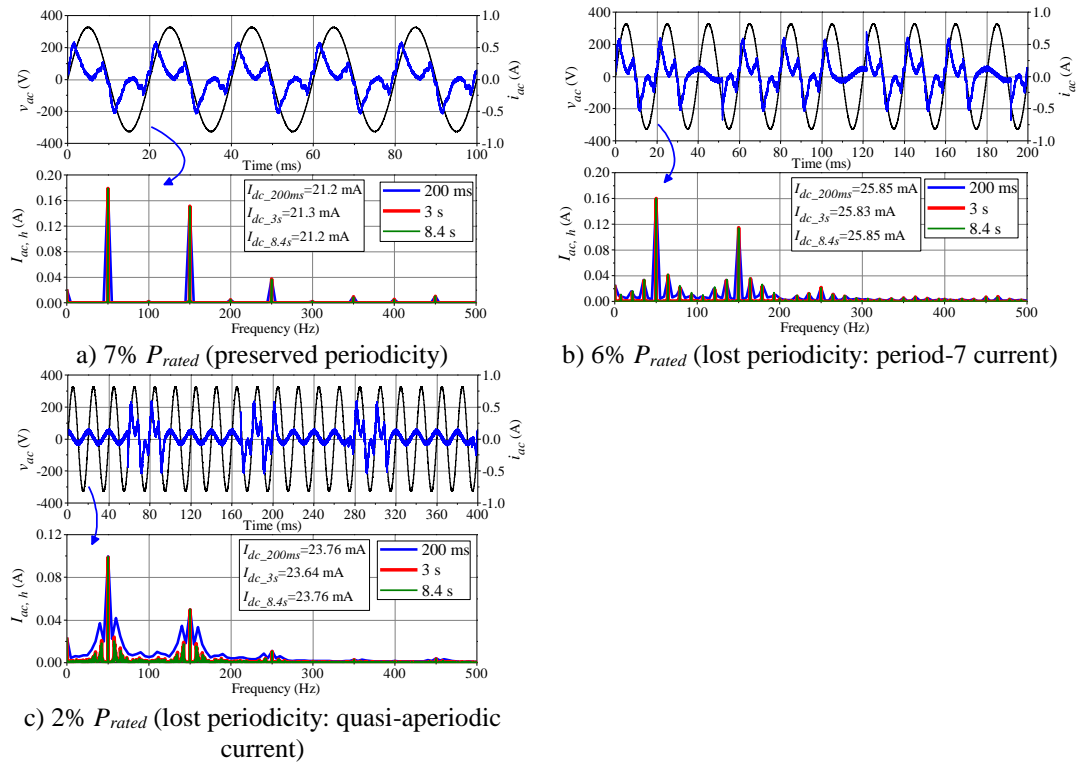 400
200
0
-200
-400
v_ac (V)
1.0
0.5
0.0
-0.5
-1.0
i_ac (A)
0 20 40 60 80 100
Time (ms)
0.20
0.16
0.12
0.08
0.04
0.00
I_ac, h (A)
I_dc_200ms=21.2 mA
I_dc_3s=21.3 mA
I_dc_8.4s=21.2 mA
200 ms
3 s
8.4 s
0 100 200 300 400 500
Frequency (Hz)
a) 7% P_rated (preserved periodicity)
400
200
0
-200
-400
v_ac (V)
1.0
0.5
0.0
-0.5
-1.0
i_ac (A)
0 20 40 60 80 100 120 140 160 180 200
Time (ms)
0.20
0.16
0.12
0.08
0.04
0.00
I_ac, h (A)
I_dc_200ms=25.85 mA
I_dc_3s=25.83 mA
I_dc_8.4s=25.85 mA
200 ms
3 s
8.4 s
0 100 200 300 400 500
Frequency (Hz)
b) 6% P_rated (lost periodicity: period-7 current)
400
200
0
-200
-400
v_ac (V)
1.0
0.5
0.0
-0.5
-1.0
i_ac (A)
0 40 80 120 160 200 240 280 320 360 400
Time (ms)
0.12
0.08
0.04
0.00
I_ac, h (A)
I_dc_200ms=23.76 mA
I_dc_3s=23.64 mA
I_dc_8.4s=23.76 mA
200 ms
3 s
8.4 s
0 100 200 300 400 500
Frequency (Hz)
c) 2% P_rated (lost periodicity: quasi-aperiodic
current)